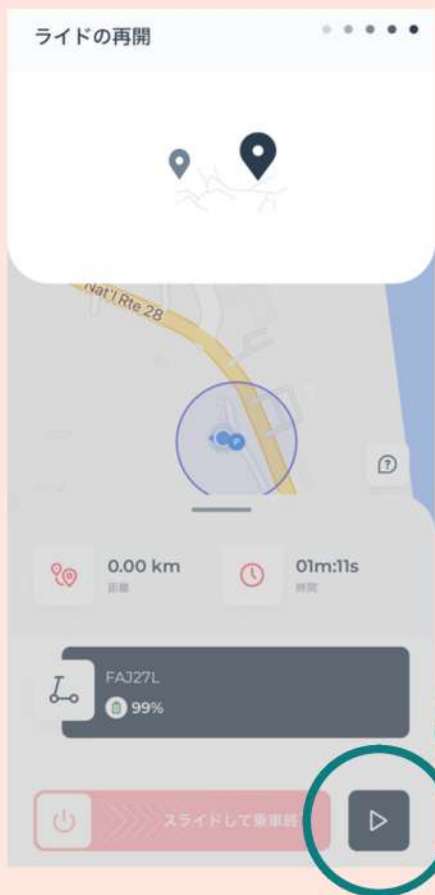 ライドの再開
Nat'l Rte 28
P
?
0.00 km
距離
01m:11s
時間
FAJ27L
99%
スライドして乗車終